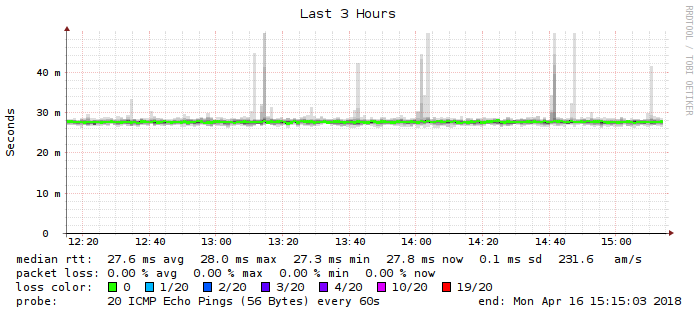 Last 3 Hours
RRDTOOL / TOBI OETIKER
Seconds
40 m
30 m
20 m
10 m
0
12:20 12:40 13:00 13:20 13:40 14:00 14:20 14:40 15:00
median rtt: 27.6 ms avg 28.0 ms max 27.3 ms min 27.8 ms now 0.1 ms sd 231.6 am/s
packet loss: 0.00 % avg 0.00 % max 0.00 % min 0.00 % now
loss color: 0 1/20 2/20 3/20 4/20 10/20 19/20
probe: 20 ICMP Echo Pings (56 Bytes) every 60s end: Mon Apr 16 15:15:03 2018